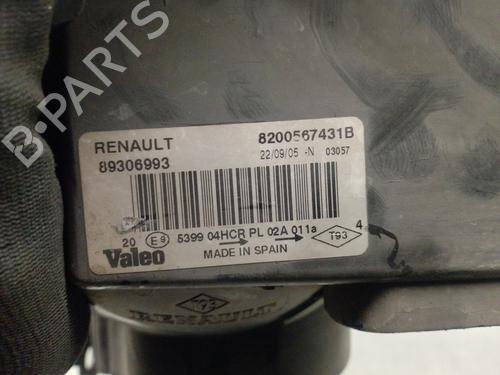 B-Parts
RENAULT 8200567431B
89306993 22/09/05 -N 03057
20 E9 5399 04HCR PL 02A 011a T93 4
Valeo MADE IN SPAIN
RENAULT